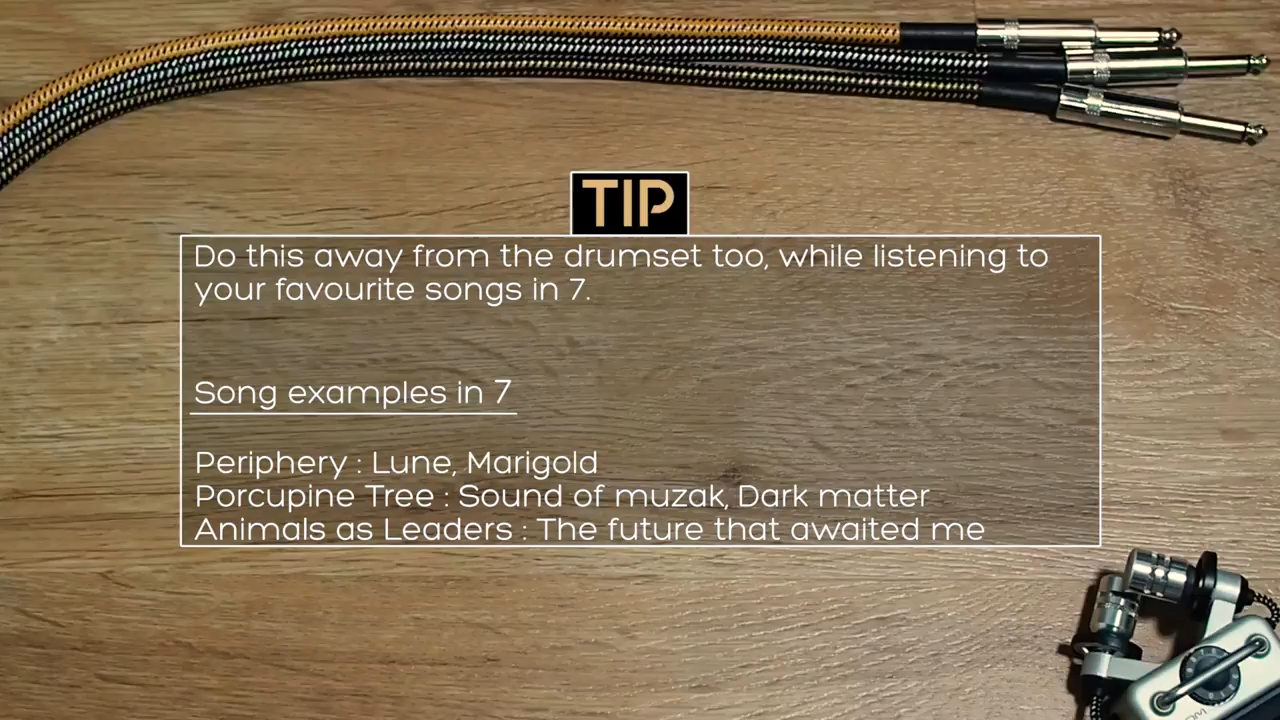 TIP
Do this away from the drumset too, while listening to
your favourite songs in 7.
Song examples in 7
Periphery : Lune, Marigold
Porcupine Tree : Sound of muzak, Dark matter
Animals as Leaders : The future that awaited me